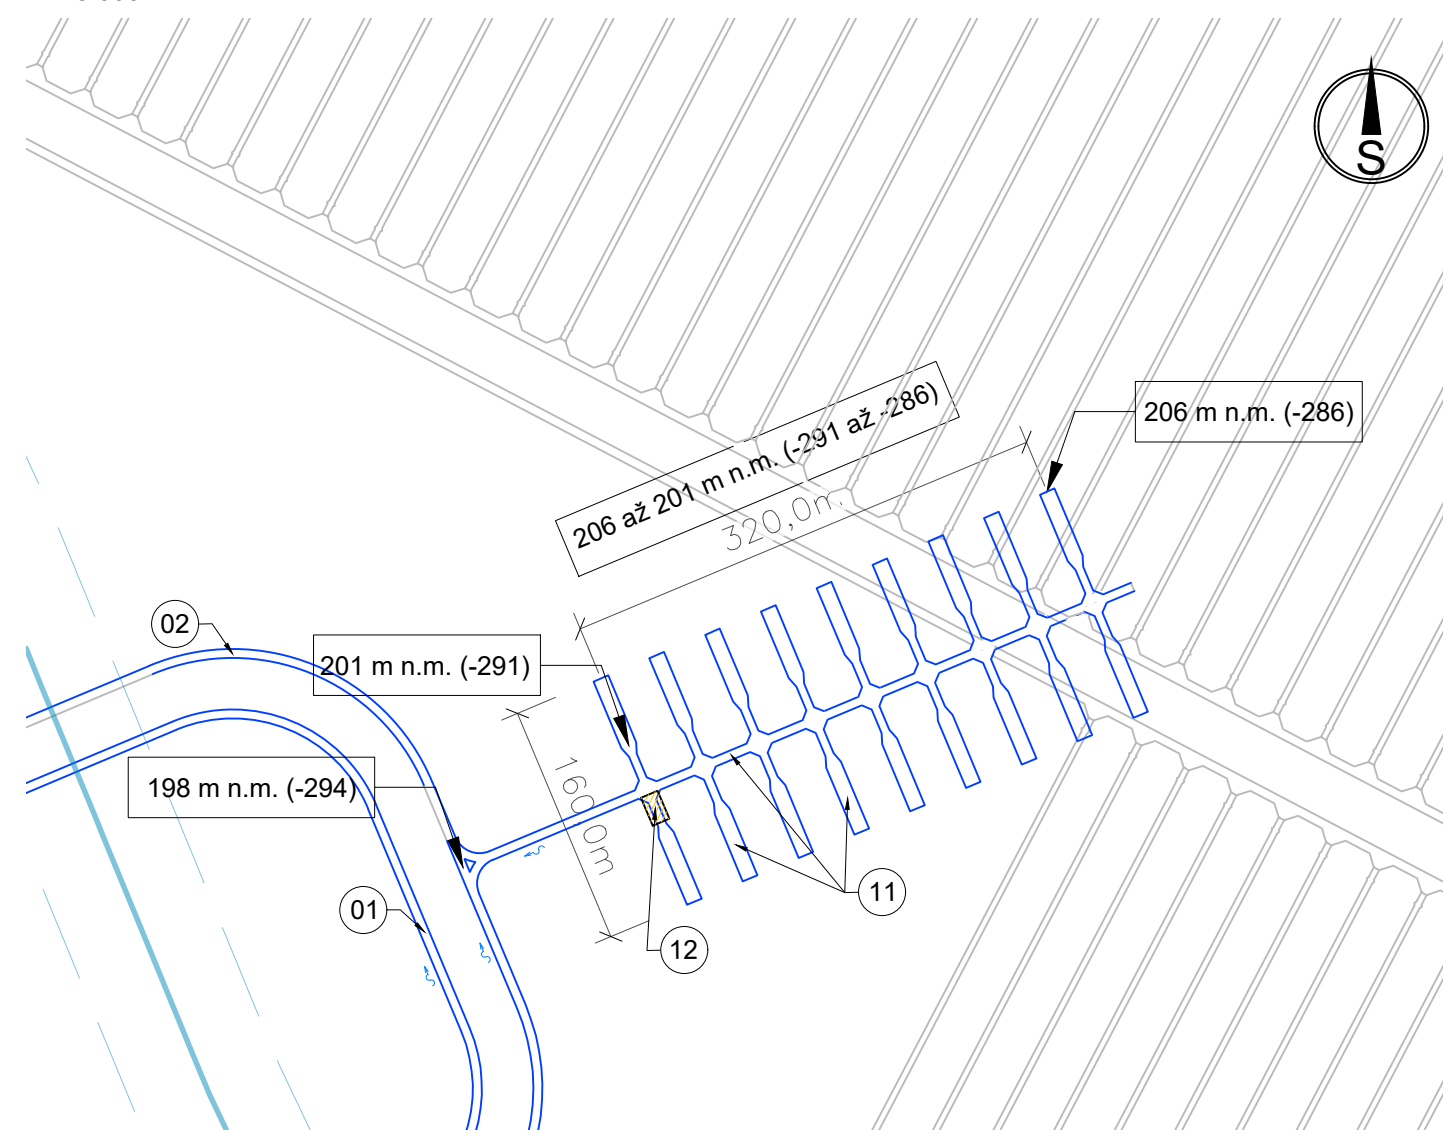 S
206 m n.m. (-286)
206 až 201 m n.m. (-291 až -286)
320,0m
02
201 m n.m. (-291)
198 m n.m. (-294)
160,0m
01
11
12